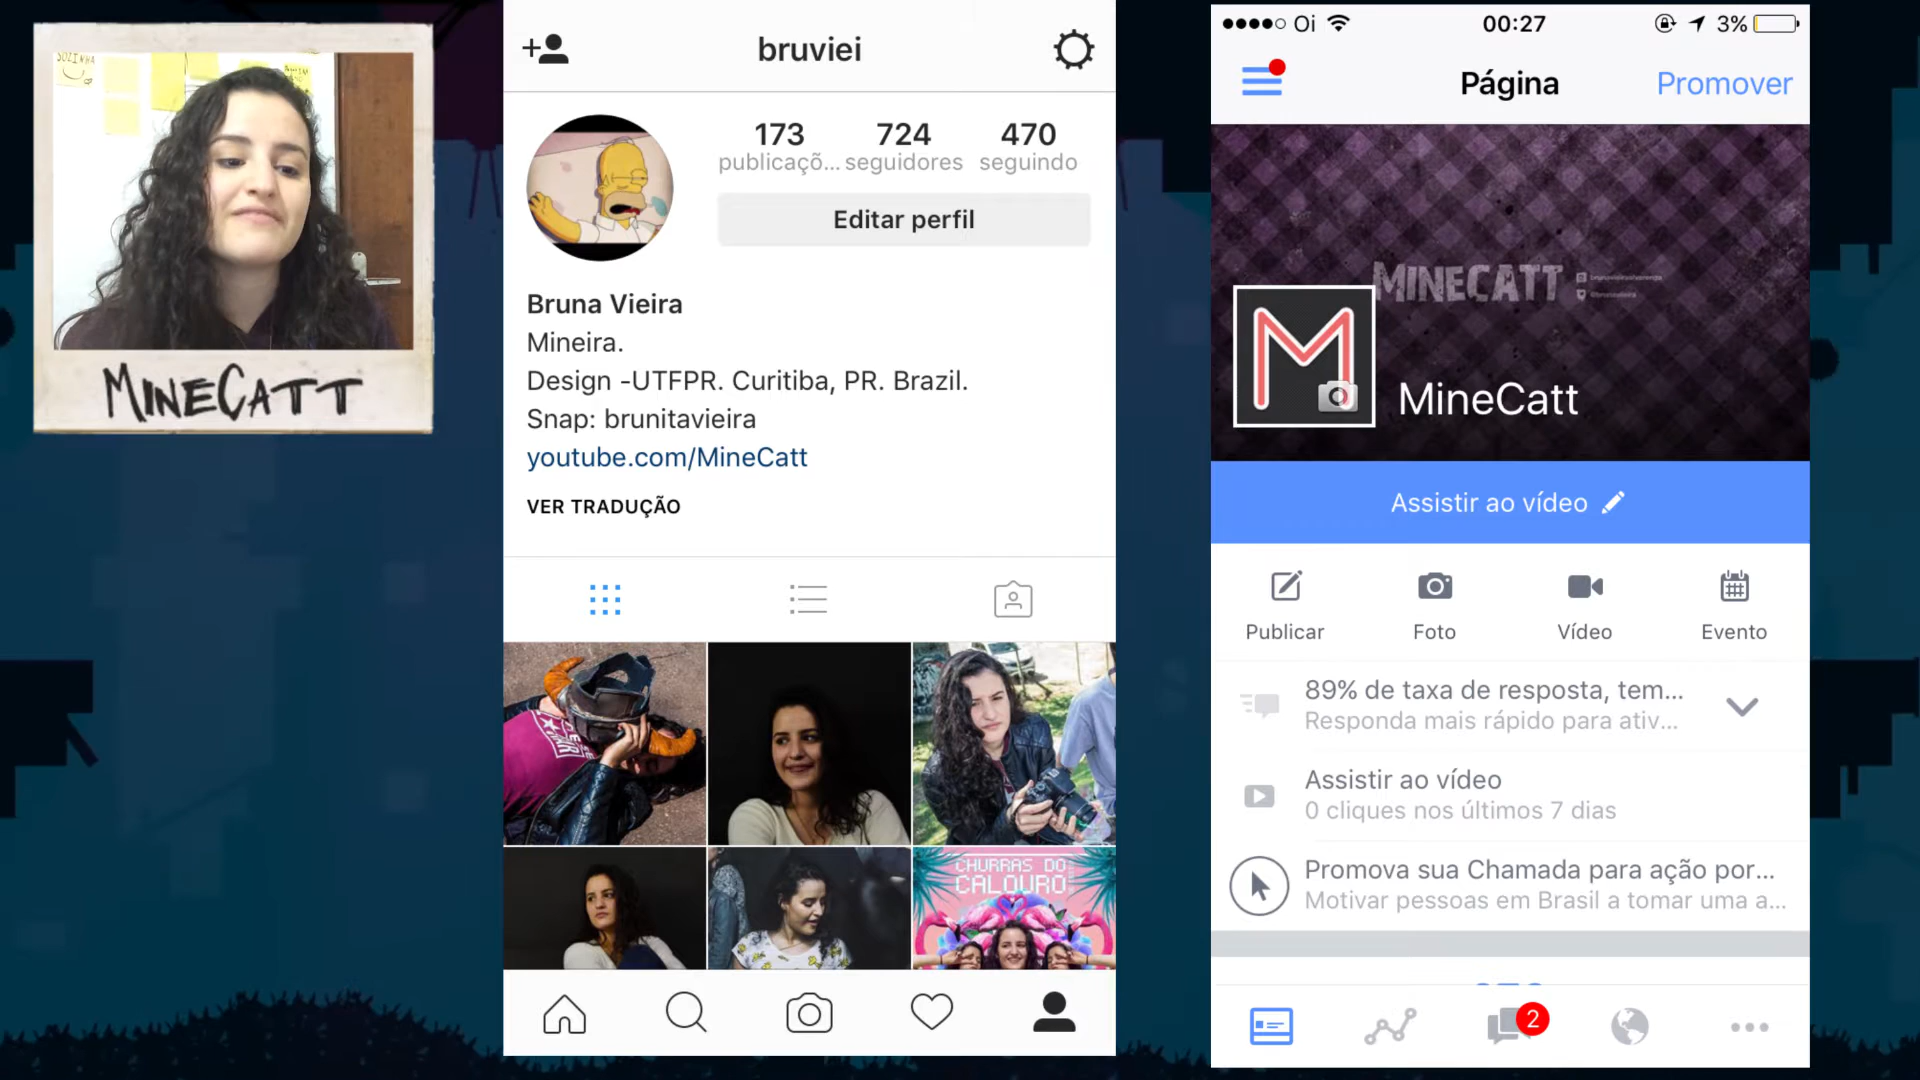 SOZINHA
MINECATT
bruviei
173
724
470
publicaçõ...
seguidores
seguindo
Editar perfil
Bruna Vieira
Mineira.
Design -UTFPR. Curitiba, PR. Brazil.
Snap: brunitavieira
youtube.com/MineCatt
VER TRADUÇÃO
CHURRAS DO
CALOURO
Oi
00:27
3%
Página
Promover
MINECATT
M
MineCatt
Assistir ao vídeo
Publicar
Foto
Vídeo
Evento
89% de taxa de resposta, tem...
Responda mais rápido para ativ...
Assistir ao vídeo
0 cliques nos últimos 7 dias
Promova sua Chamada para ação por...
Motivar pessoas em Brasil a tomar uma a...
2